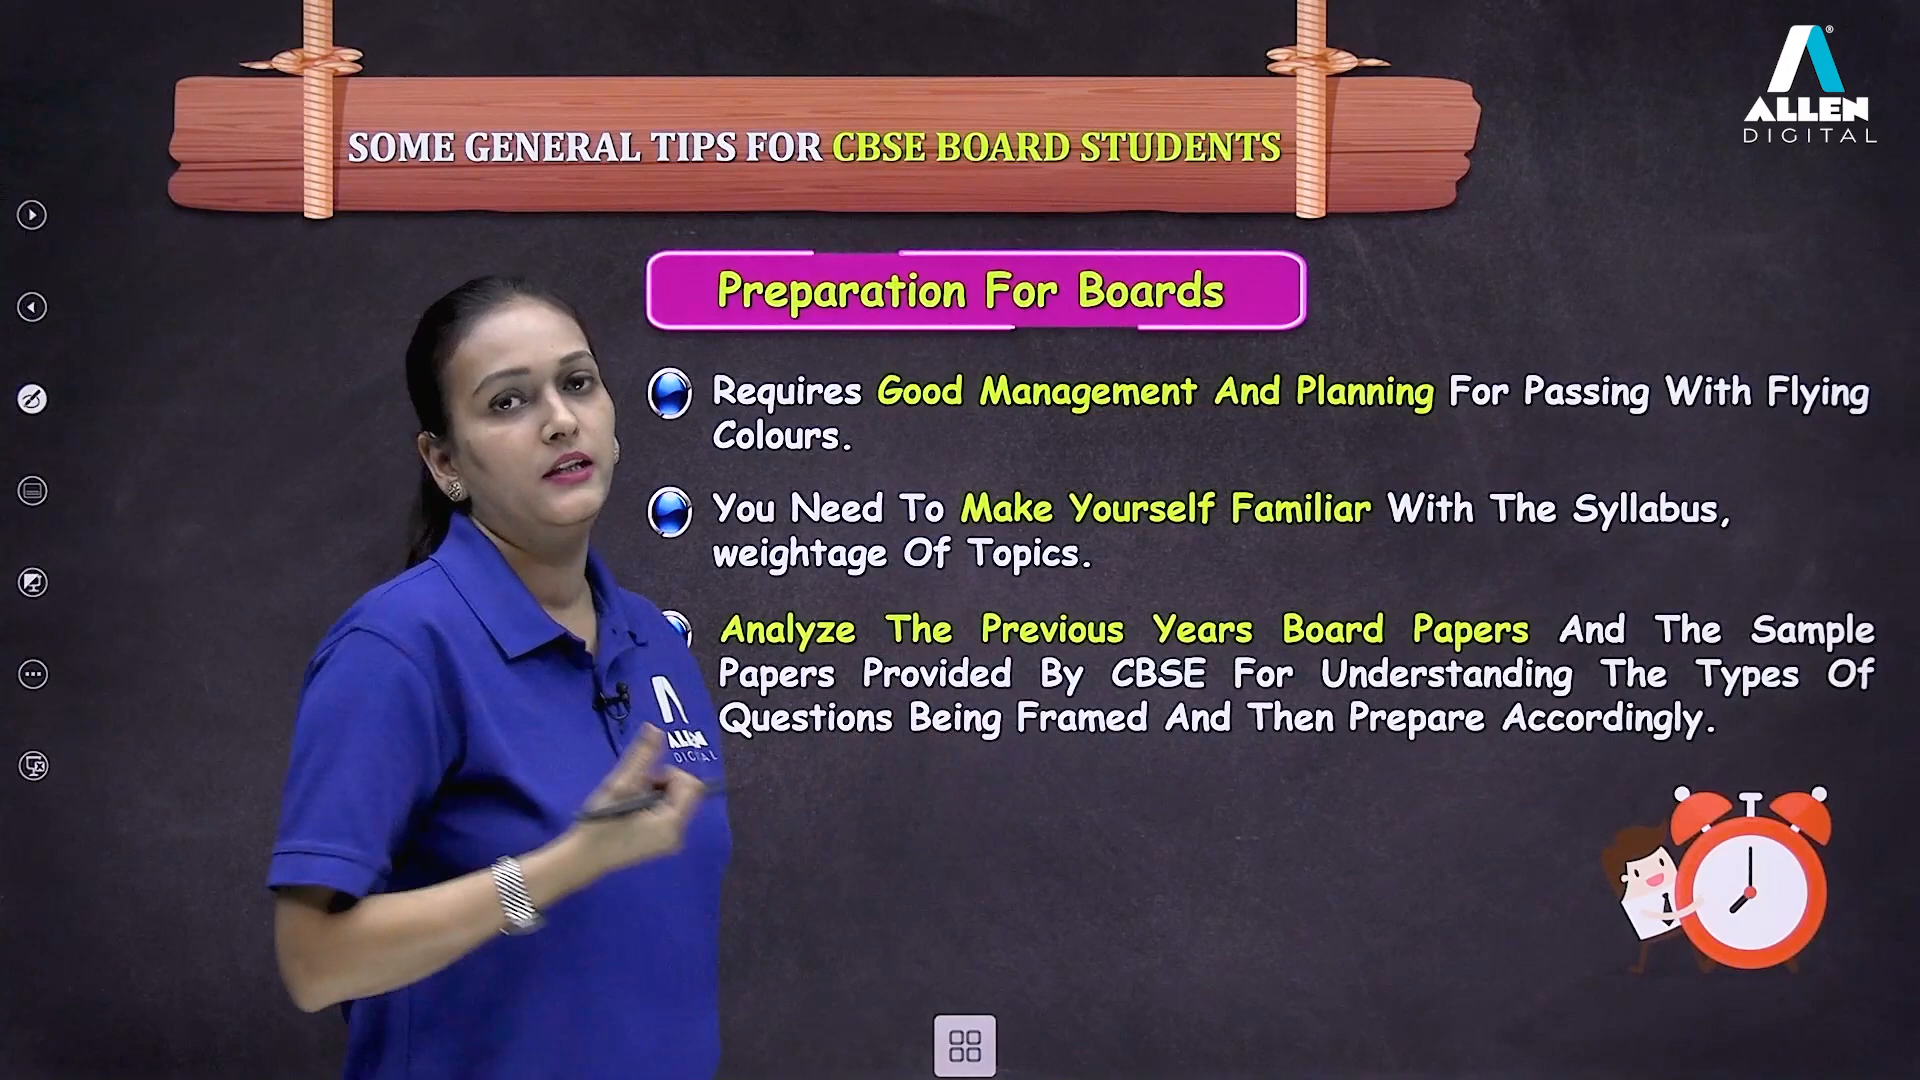 SOME GENERAL TIPS FOR CBSE BOARD STUDENTS
ALLEN
DIGITAL
Preparation For Boards
Requires Good Management And Planning For Passing With Flying
Colours.
You Need To Make Yourself Familiar With The Syllabus,
weightage Of Topics.
Analyze The Previous Years Board Papers And The Sample
Papers Provided By CBSE For Understanding The Types Of
Questions Being Framed And Then Prepare Accordingly.
ALLEN
DIGITAL